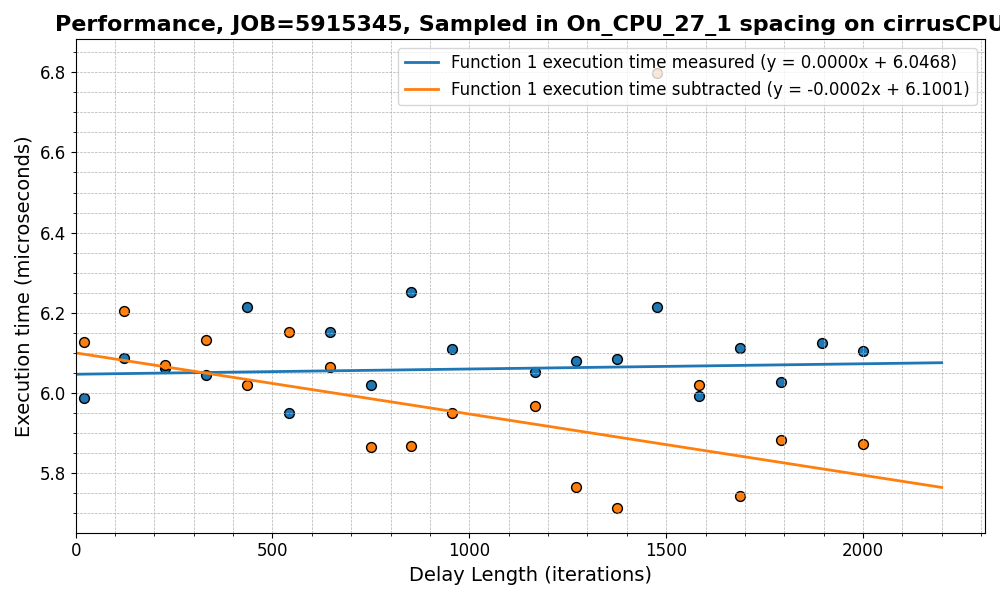 Performance, JOB=5915345, Sampled in On_CPU_27_1 spacing on cirrusCPU
Function 1 execution time measured (y = 0.0000x + 6.0468)
Function 1 execution time subtracted (y = -0.0002x + 6.1001)
Execution time (microseconds)
6.8
6.6
6.4
6.2
6.0
5.8
0 500 1000 1500 2000
Delay Length (iterations)